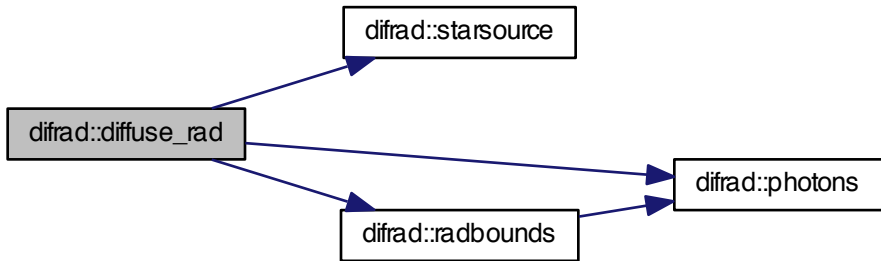 difrad::starsource
difrad::diffuse_rad
difrad::photons
difrad::radbounds